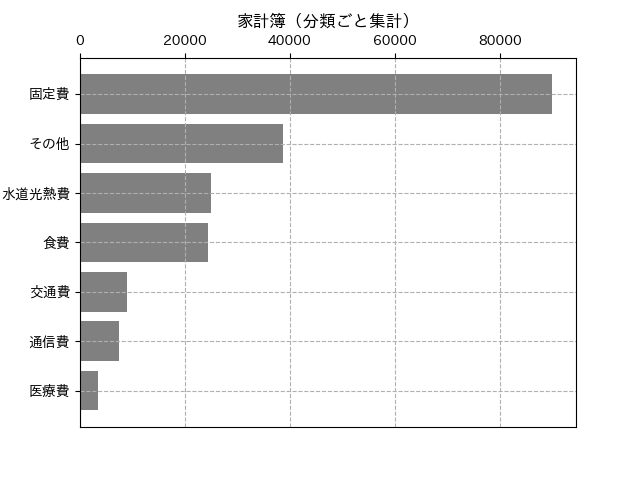 家計簿（分類ごと集計）
0 20000 40000 60000 80000
固定費
その他
水道光熱費
食費
交通費
通信費
医療費